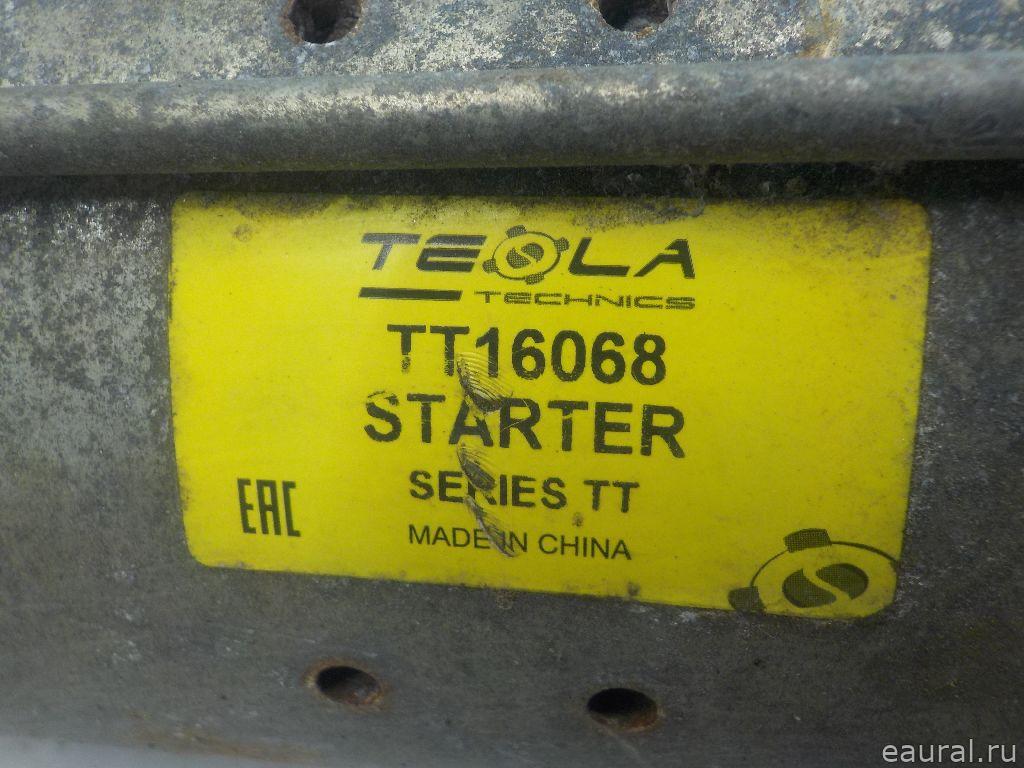 TESLA
TECHNICS
TT16068
STARTER
SERIES TT
EAC
MADE IN CHINA
eaural.ru